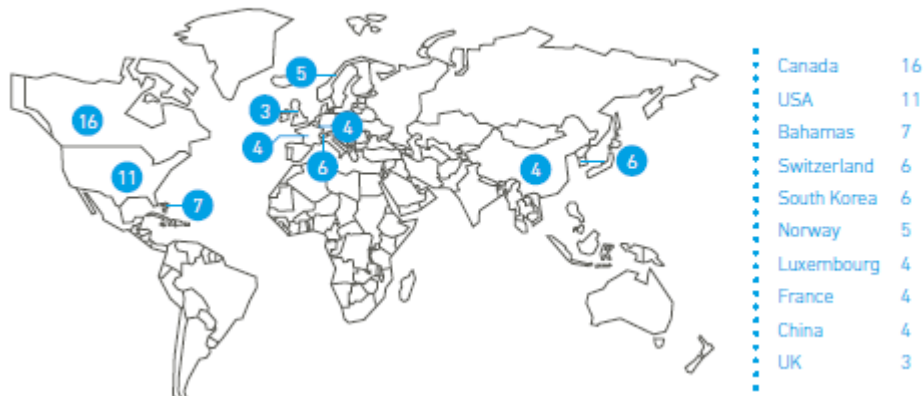 5
3
16
4
4
4
6
6
11
7
Canada 16
USA 11
Bahamas 7
Switzerland 6
South Korea 6
Norway 5
Luxembourg 4
France 4
China 4
UK 3